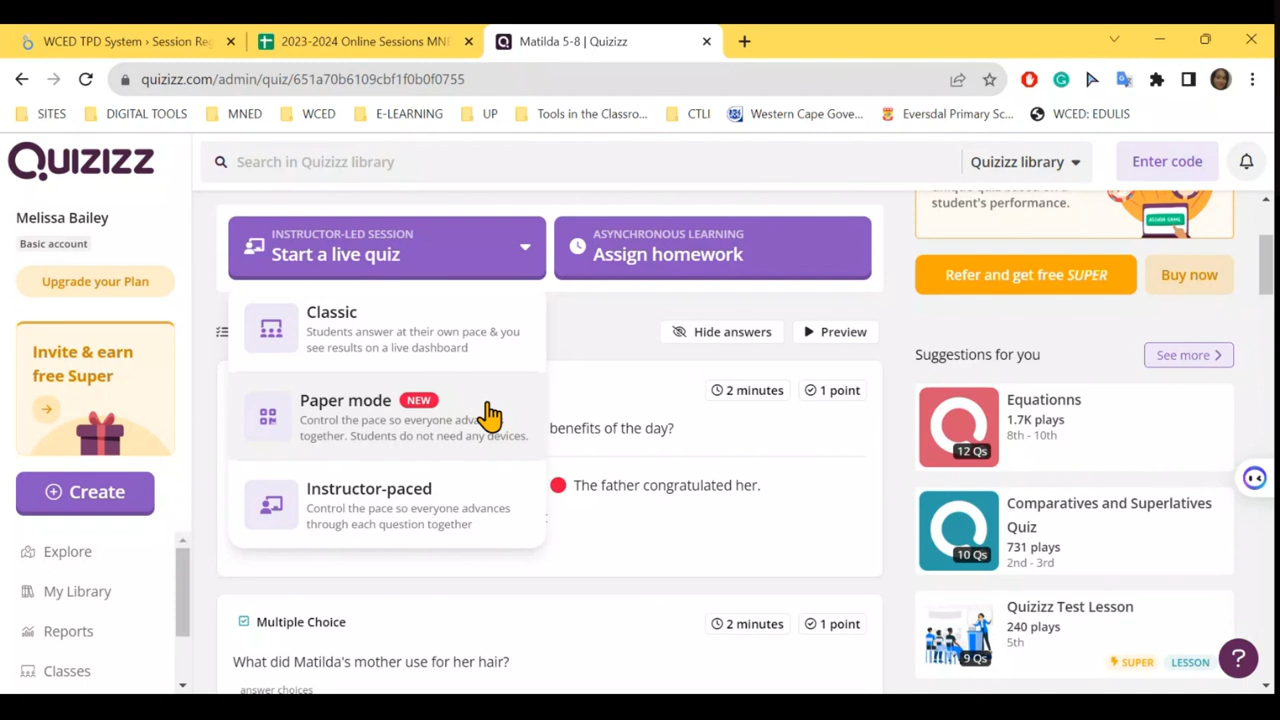 WCED TPD System › Session Reg
2023-2024 Online Sessions MNE
Matilda 5-8 | Quizizz
quizizz.com/admin/quiz/651a70b6109cbf1f0b0f0755
SITES
DIGITAL TOOLS
MNED
WCED
E-LEARNING
UP
Tools in the Classro...
CTLI
Western Cape Gove...
Eversdal Primary Sc...
WCED: EDULIS
QUIZIZZ
Search in Quizizz library
Quizizz library
Enter code
Melissa Bailey
Basic account
Upgrade your Plan
Invite & earn
free Super
Create
Explore
My Library
Reports
Classes
INSTRUCTOR-LED SESSION
Start a live quiz
ASYNCHRONOUS LEARNING
Assign homework
Classic
Students answer at their own pace & you
see results on a live dashboard
Paper mode NEW
Control the pace so everyone adva
together. Students do not need any devices.
Instructor-paced
Control the pace so everyone advances
through each question together
Hide answers
Preview
2 minutes
1 point
benefits of the day?
The father congratulated her.
Multiple Choice
2 minutes
1 point
What did Matilda's mother use for her hair?
answer choices
student's performance.
Refer and get free SUPER
Buy now
Suggestions for you
See more
Equationns
1.7K plays
8th - 10th
12 Qs
Comparatives and Superlatives
Quiz
731 plays
2nd - 3rd
10 Qs
Quizizz Test Lesson
240 plays
5th
9 Qs
SUPER
LESSON
?